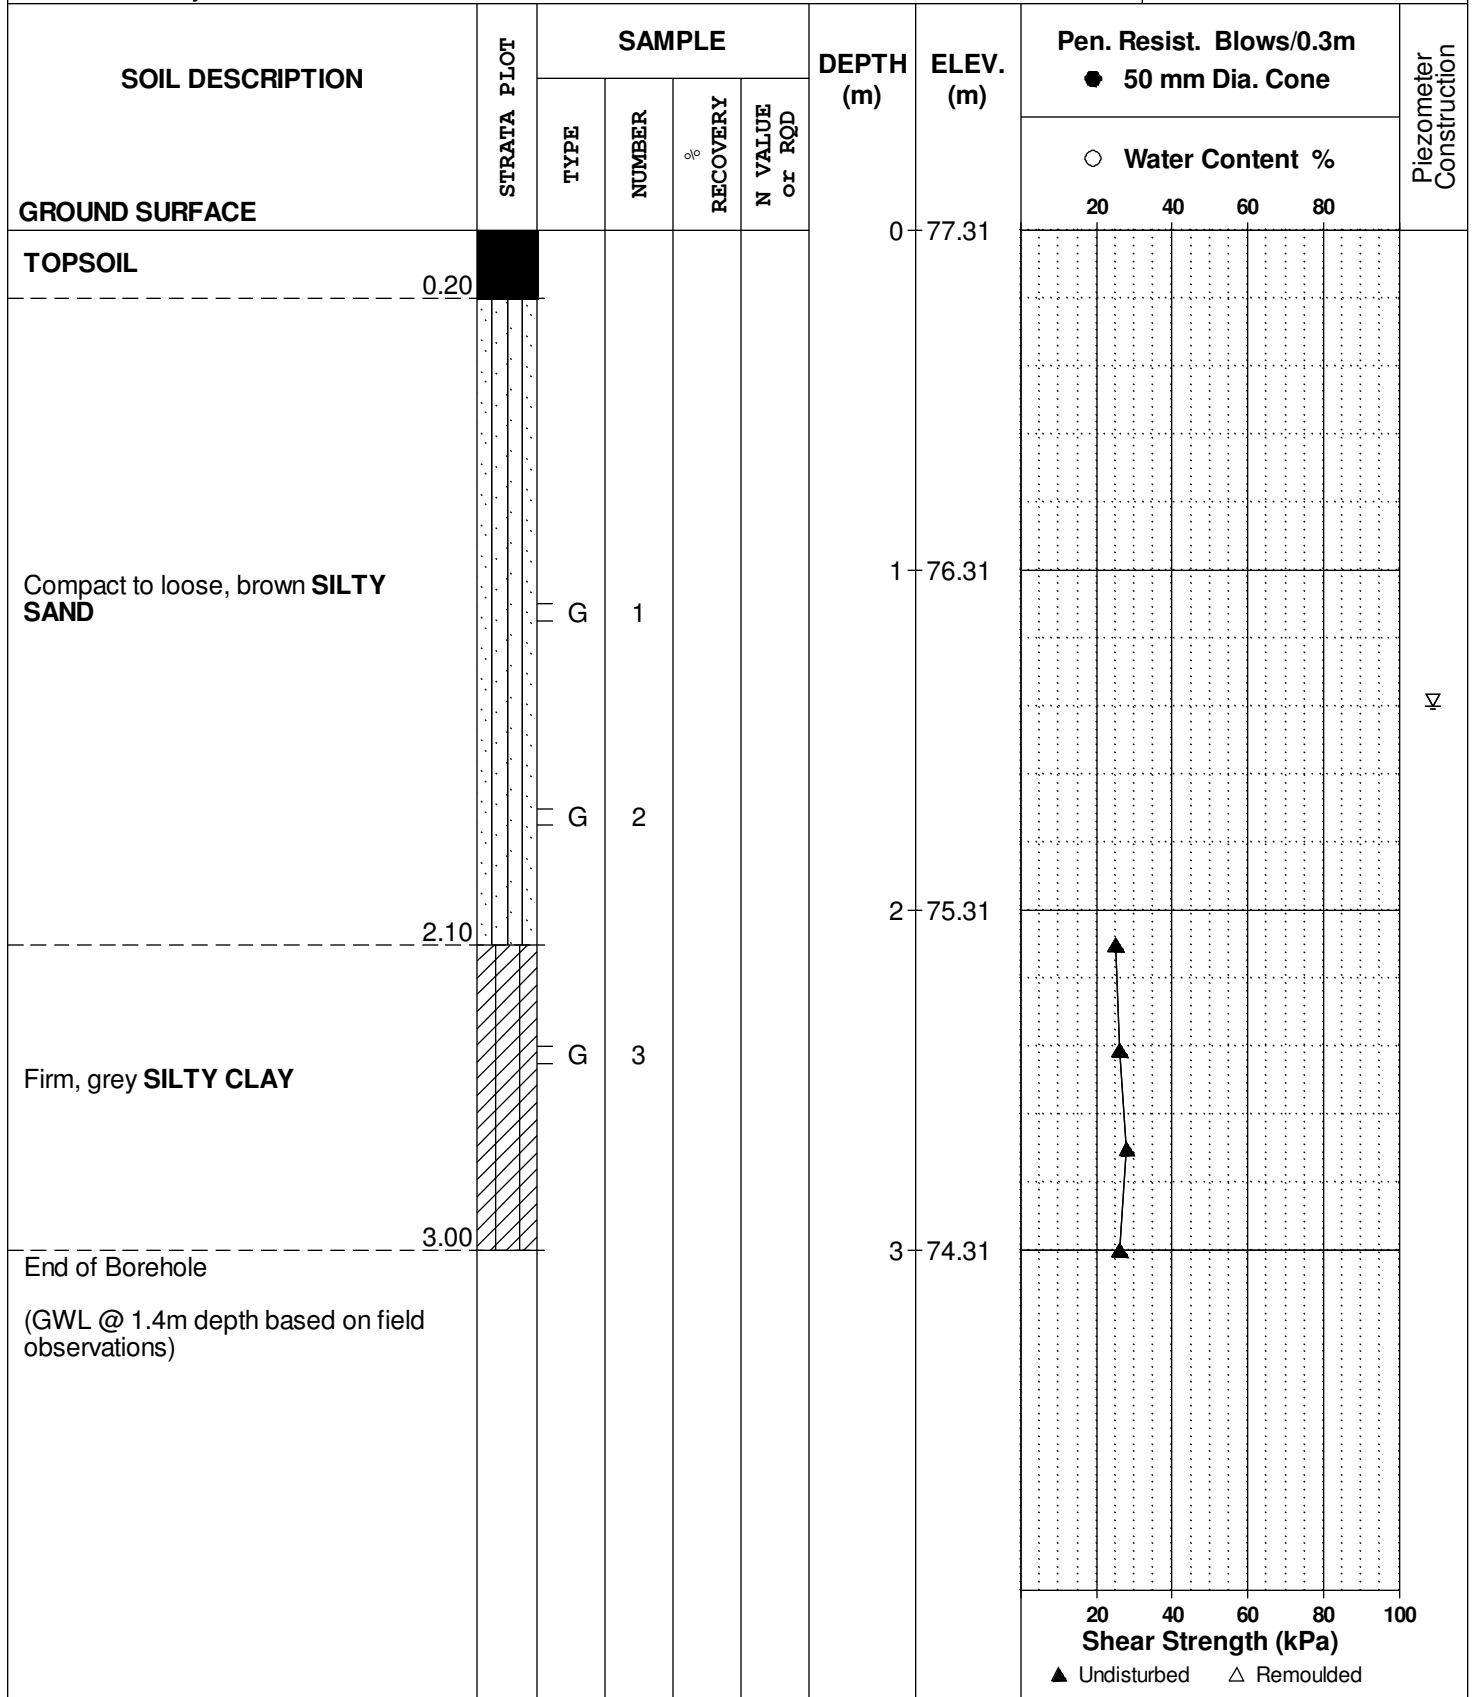 SOIL DESCRIPTION
GROUND SURFACE
STRATA PLOT
SAMPLE
TYPE
NUMBER
%
RECOVERY
N VALUE
or RQD
DEPTH
(m)
ELEV.
(m)
Pen. Resist. Blows/0.3m
● 50 mm Dia. Cone
○ Water Content %
20 40 60 80
Piezometer
Construction
0 77.31
TOPSOIL
0.20
1 76.31
Compact to loose, brown SILTY
SAND
G 1
G 2
2 75.31
2.10
G 3
Firm, grey SILTY CLAY
3.00
3 74.31
End of Borehole
(GWL @ 1.4m depth based on field
observations)
20 40 60 80 100
Shear Strength (kPa)
▲ Undisturbed △ Remoulded